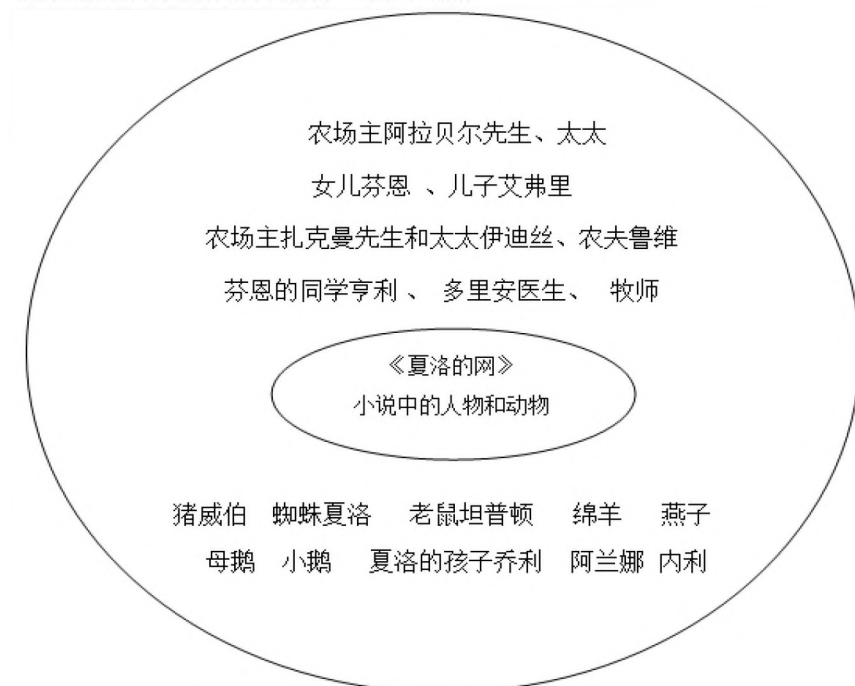 农场主阿拉贝尔先生、太太
女儿芬恩 、儿子艾弗里
农场主扎克曼先生和太太伊迪丝、农夫鲁维
芬恩的同学亨利 、 多里安医生、 牧师
《夏洛的网》
小说中的人物和动物
猪威伯 蜘蛛夏洛 老鼠坦普顿 绵羊 燕子
母鹅 小鹅 夏洛的孩子乔利 阿兰娜 内利